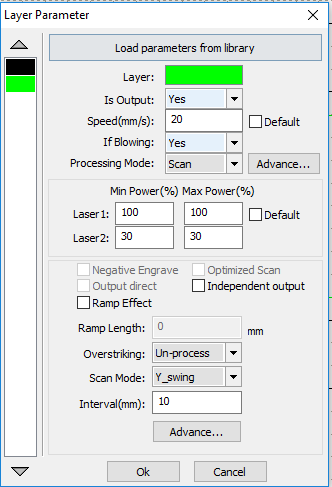 Layer Parameter
Load parameters from library
Layer:
Is Output: Yes
Speed(mm/s): 20 Default
If Blowing: Yes
Processing Mode: Scan Advance...
Min Power(%) Max Power(%)
Laser1: 100 100 Default
Laser2: 30 30
Negative Engrave Optimized Scan
Output direct Independent output
Ramp Effect
Ramp Length: 0 mm
Overstriking: Un-process
Scan Mode: Y_swing
Interval(mm): 10
Advance...
Ok Cancel